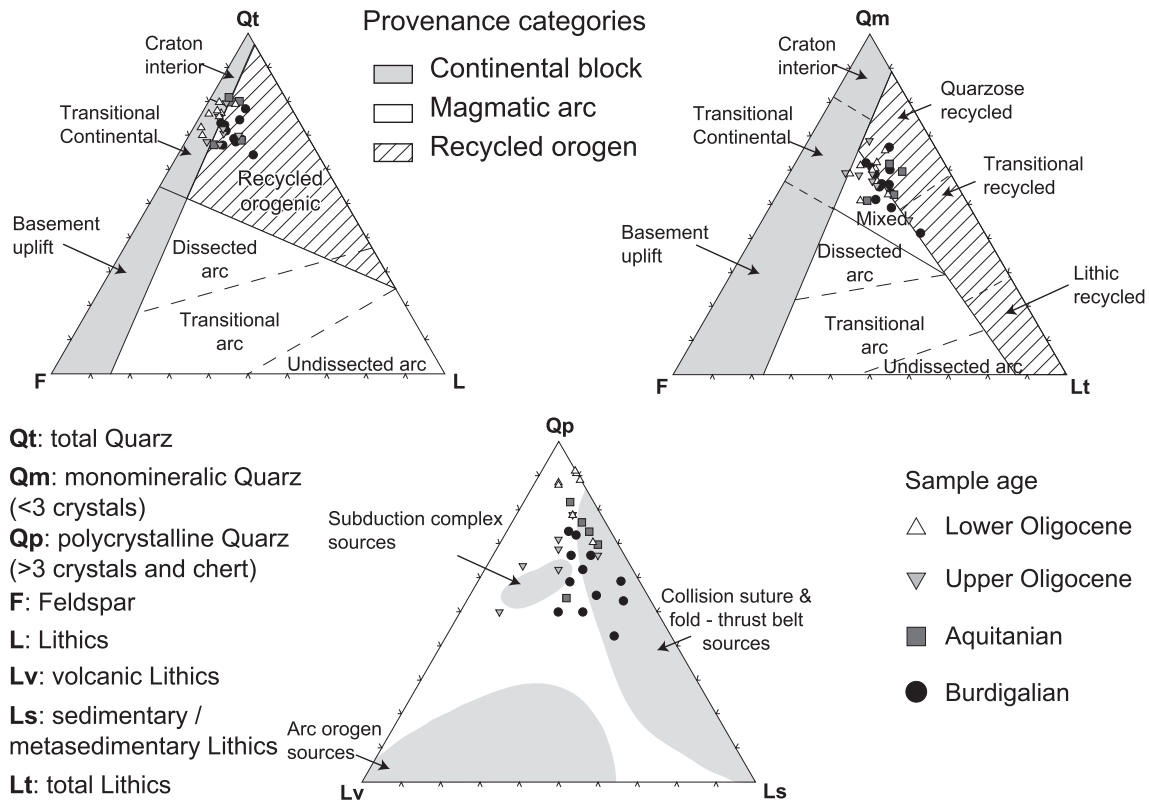 Qt
Craton
interior
Transitional
Continental
Basement
uplift
Recycled
orogenic
Dissected
arc
Transitional
arc
Undissected arc
F
L
Provenance categories
Continental block
Magmatic arc
Recycled orogen
Qm
Craton
interior
Transitional
Continental
Basement
uplift
Quarzose
recycled
Transitional
recycled
Mixed
Dissected
arc
Lithic
recycled
Transitional
arc
Undissected arc
F
Lt
Qt: total Quarz
Qm: monomineralic Quarz
(<3 crystals)
Qp: polycrystalline Quarz
(>3 crystals and chert)
F: Feldspar
L: Lithics
Lv: volcanic Lithics
Ls: sedimentary /
metasedimentary Lithics
Lt: total Lithics
Qp
Subduction complex
sources
Collision suture &
fold - thrust belt
sources
Arc orogen
sources
Lv
Ls
Sample age
Lower Oligocene
Upper Oligocene
Aquitanian
Burdigalian